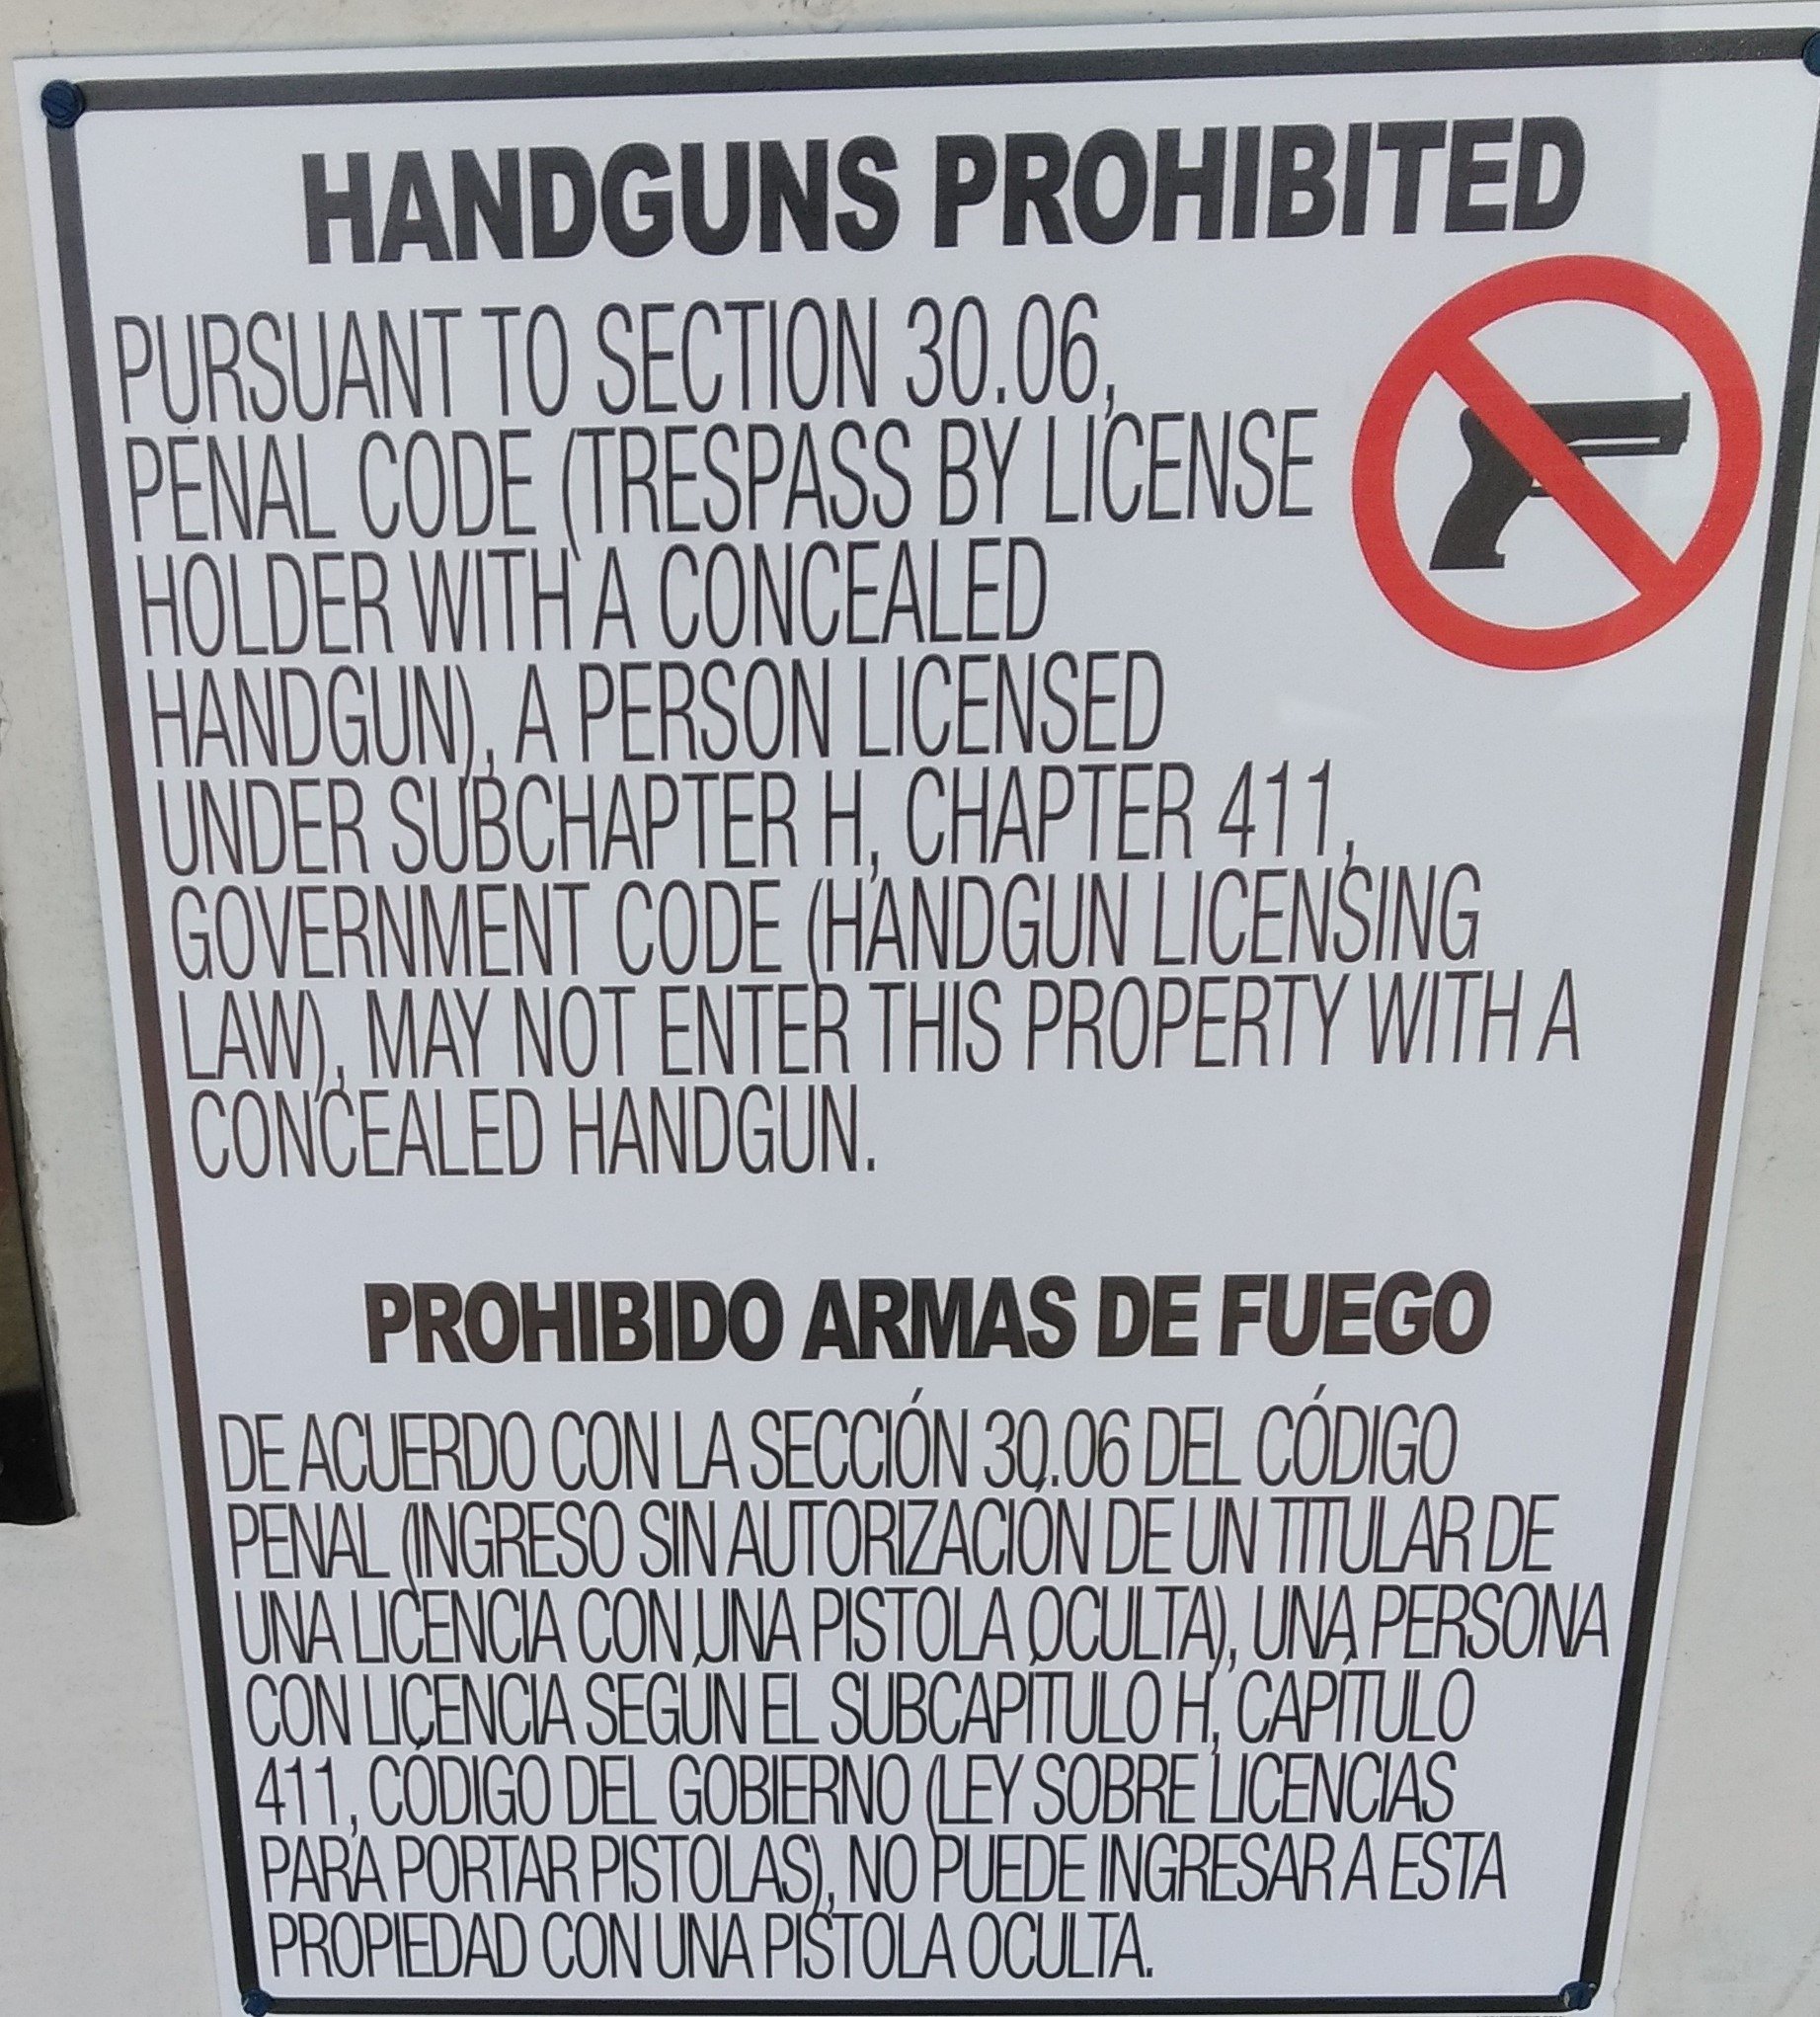 HANDGUNS PROHIBITED
PURSUANT TO SECTION 30.06,
PENAL CODE (TRESPASS BY LICENSE
HOLDER WITH A CONCEALED
HANDGUN), A PERSON LICENSED
UNDER SUBCHAPTER H, CHAPTER 411,
GOVERNMENT CODE (HANDGUN LICENSING
LAW), MAY NOT ENTER THIS PROPERTY WITH A
CONCEALED HANDGUN.
PROHIBIDO ARMAS DE FUEGO
DE ACUERDO CON LA SECCIÓN 30.06 DEL CÓDIGO
PENAL (INGRESO SIN AUTORIZACIÓN DE UN TITULAR DE
UNA LICENCIA CON UNA PISTOLA OCULTA), UNA PERSONA
CON LICENCIA SEGÚN EL SUBCAPÍTULO H, CAPÍTULO
411, CÓDIGO DEL GOBIERNO (LEY SOBRE LICENCIAS
PARA PORTAR PISTOLAS), NO PUEDE INGRESAR A ESTA
PROPIEDAD CON UNA PISTOLA OCULTA.